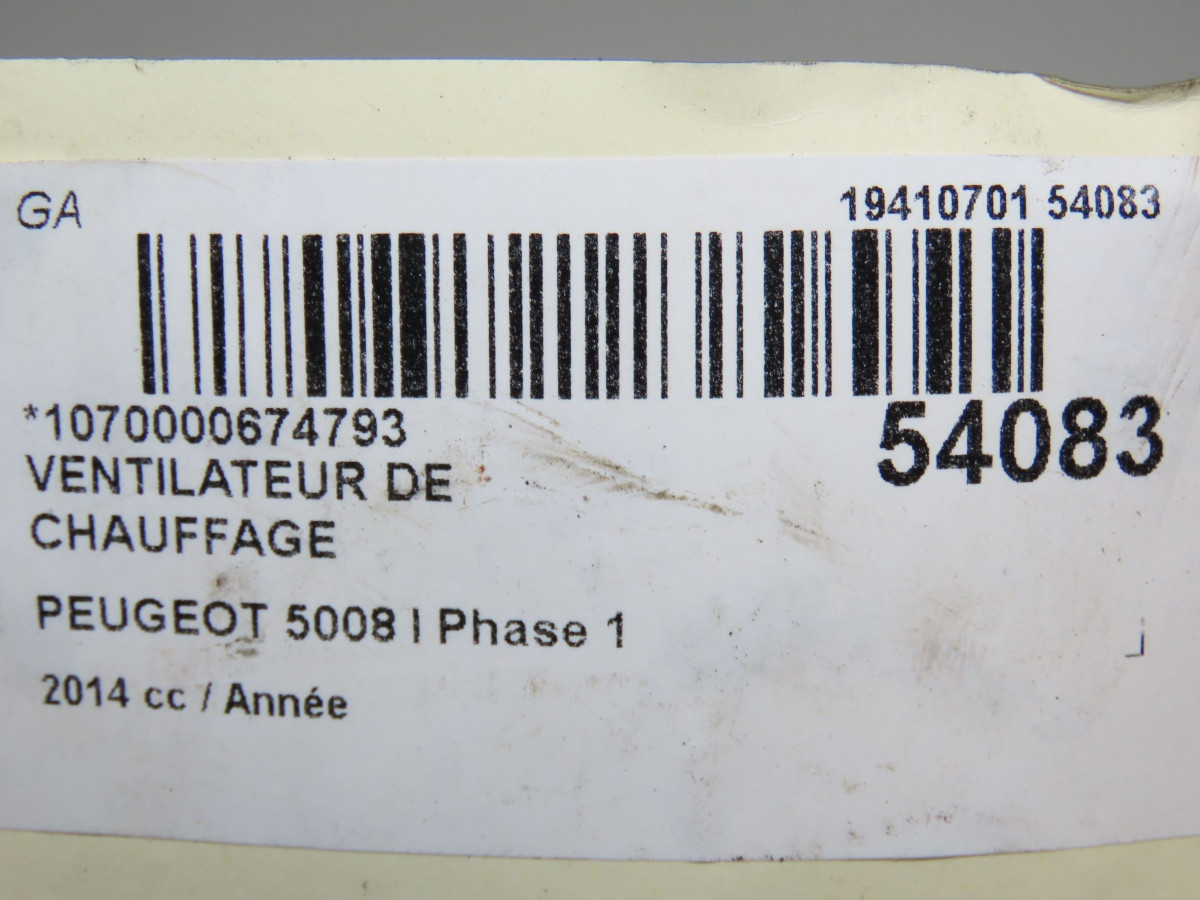 GA
19410701 54083
*1070000674793
54083
VENTILATEUR DE
CHAUFFAGE
PEUGEOT 5008 I Phase 1
2014 cc / Année